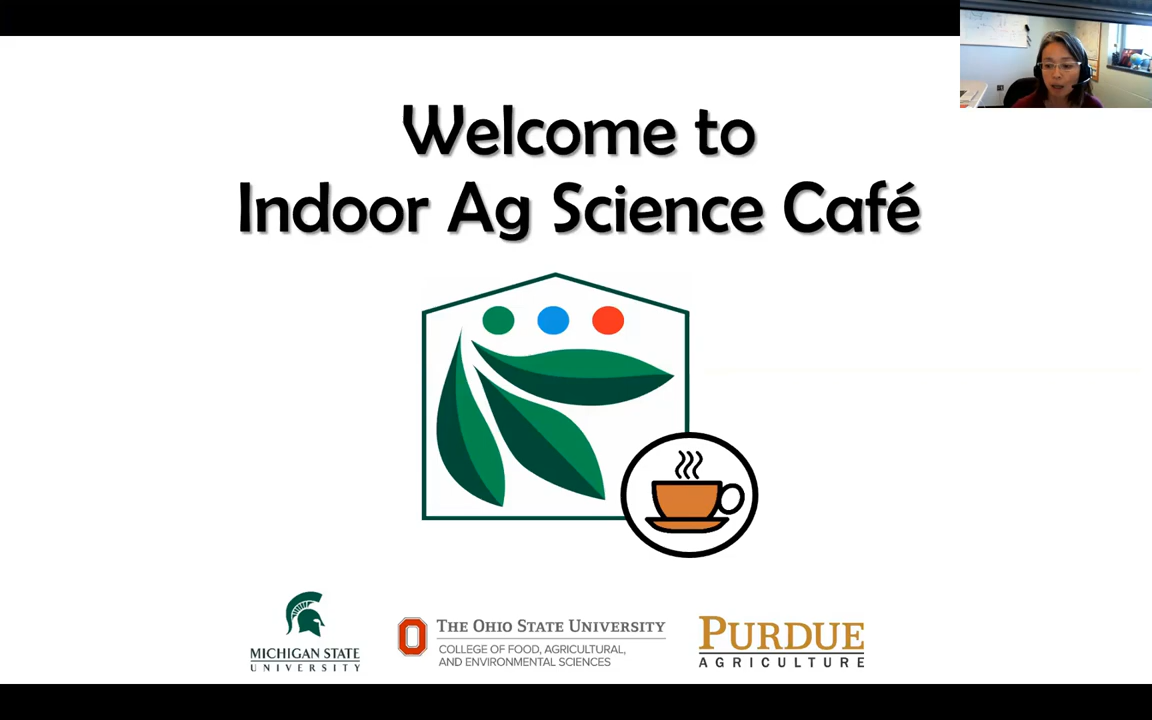 Welcome to
Indoor Ag Science Café
MICHIGAN STATE
UNIVERSITY
THE OHIO STATE UNIVERSITY
COLLEGE OF FOOD, AGRICULTURAL,
AND ENVIRONMENTAL SCIENCES
PURDUE
AGRICULTURE